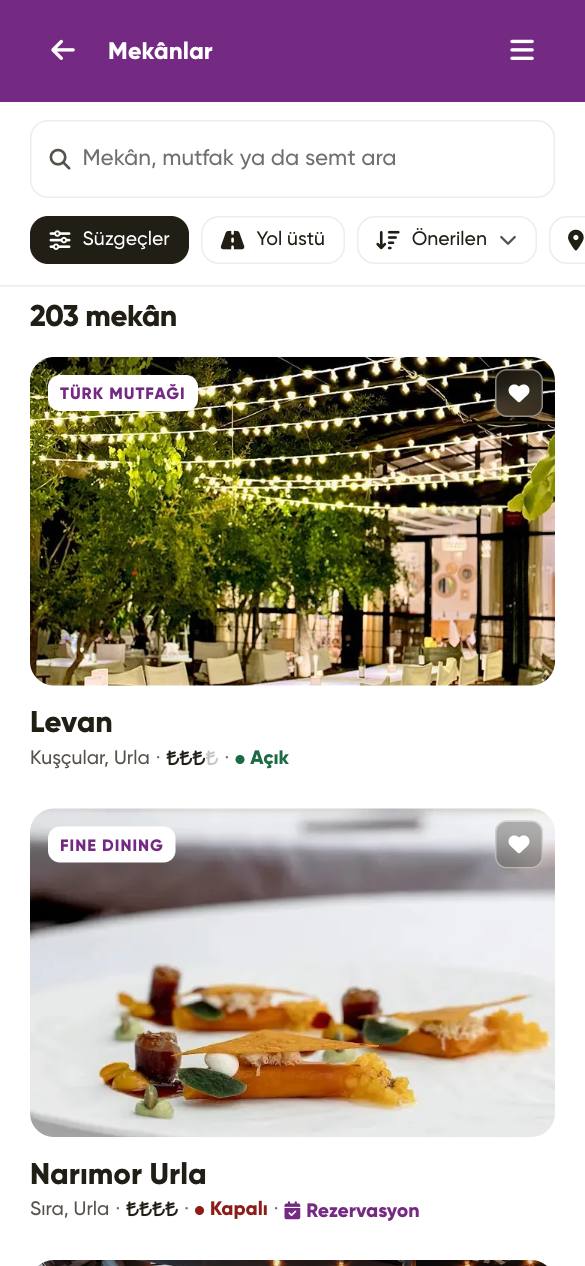 Mekânlar
Mekân, mutfak ya da semt ara
Süzgeçler
Yol üstü
Önerilen
203 mekân
TÜRK MUTFAĞI
Levan
Kuşçular, Urla · ₺₺₺₺ · Açık
FINE DINING
Narımor Urla
Sıra, Urla · ₺₺₺₺ · Kapalı · Rezervasyon